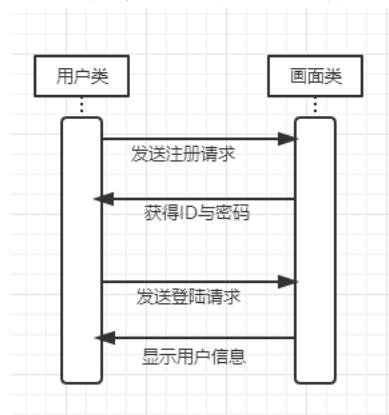 用户类
画面类
发送注册请求
获得ID与密码
发送登陆请求
显示用户信息